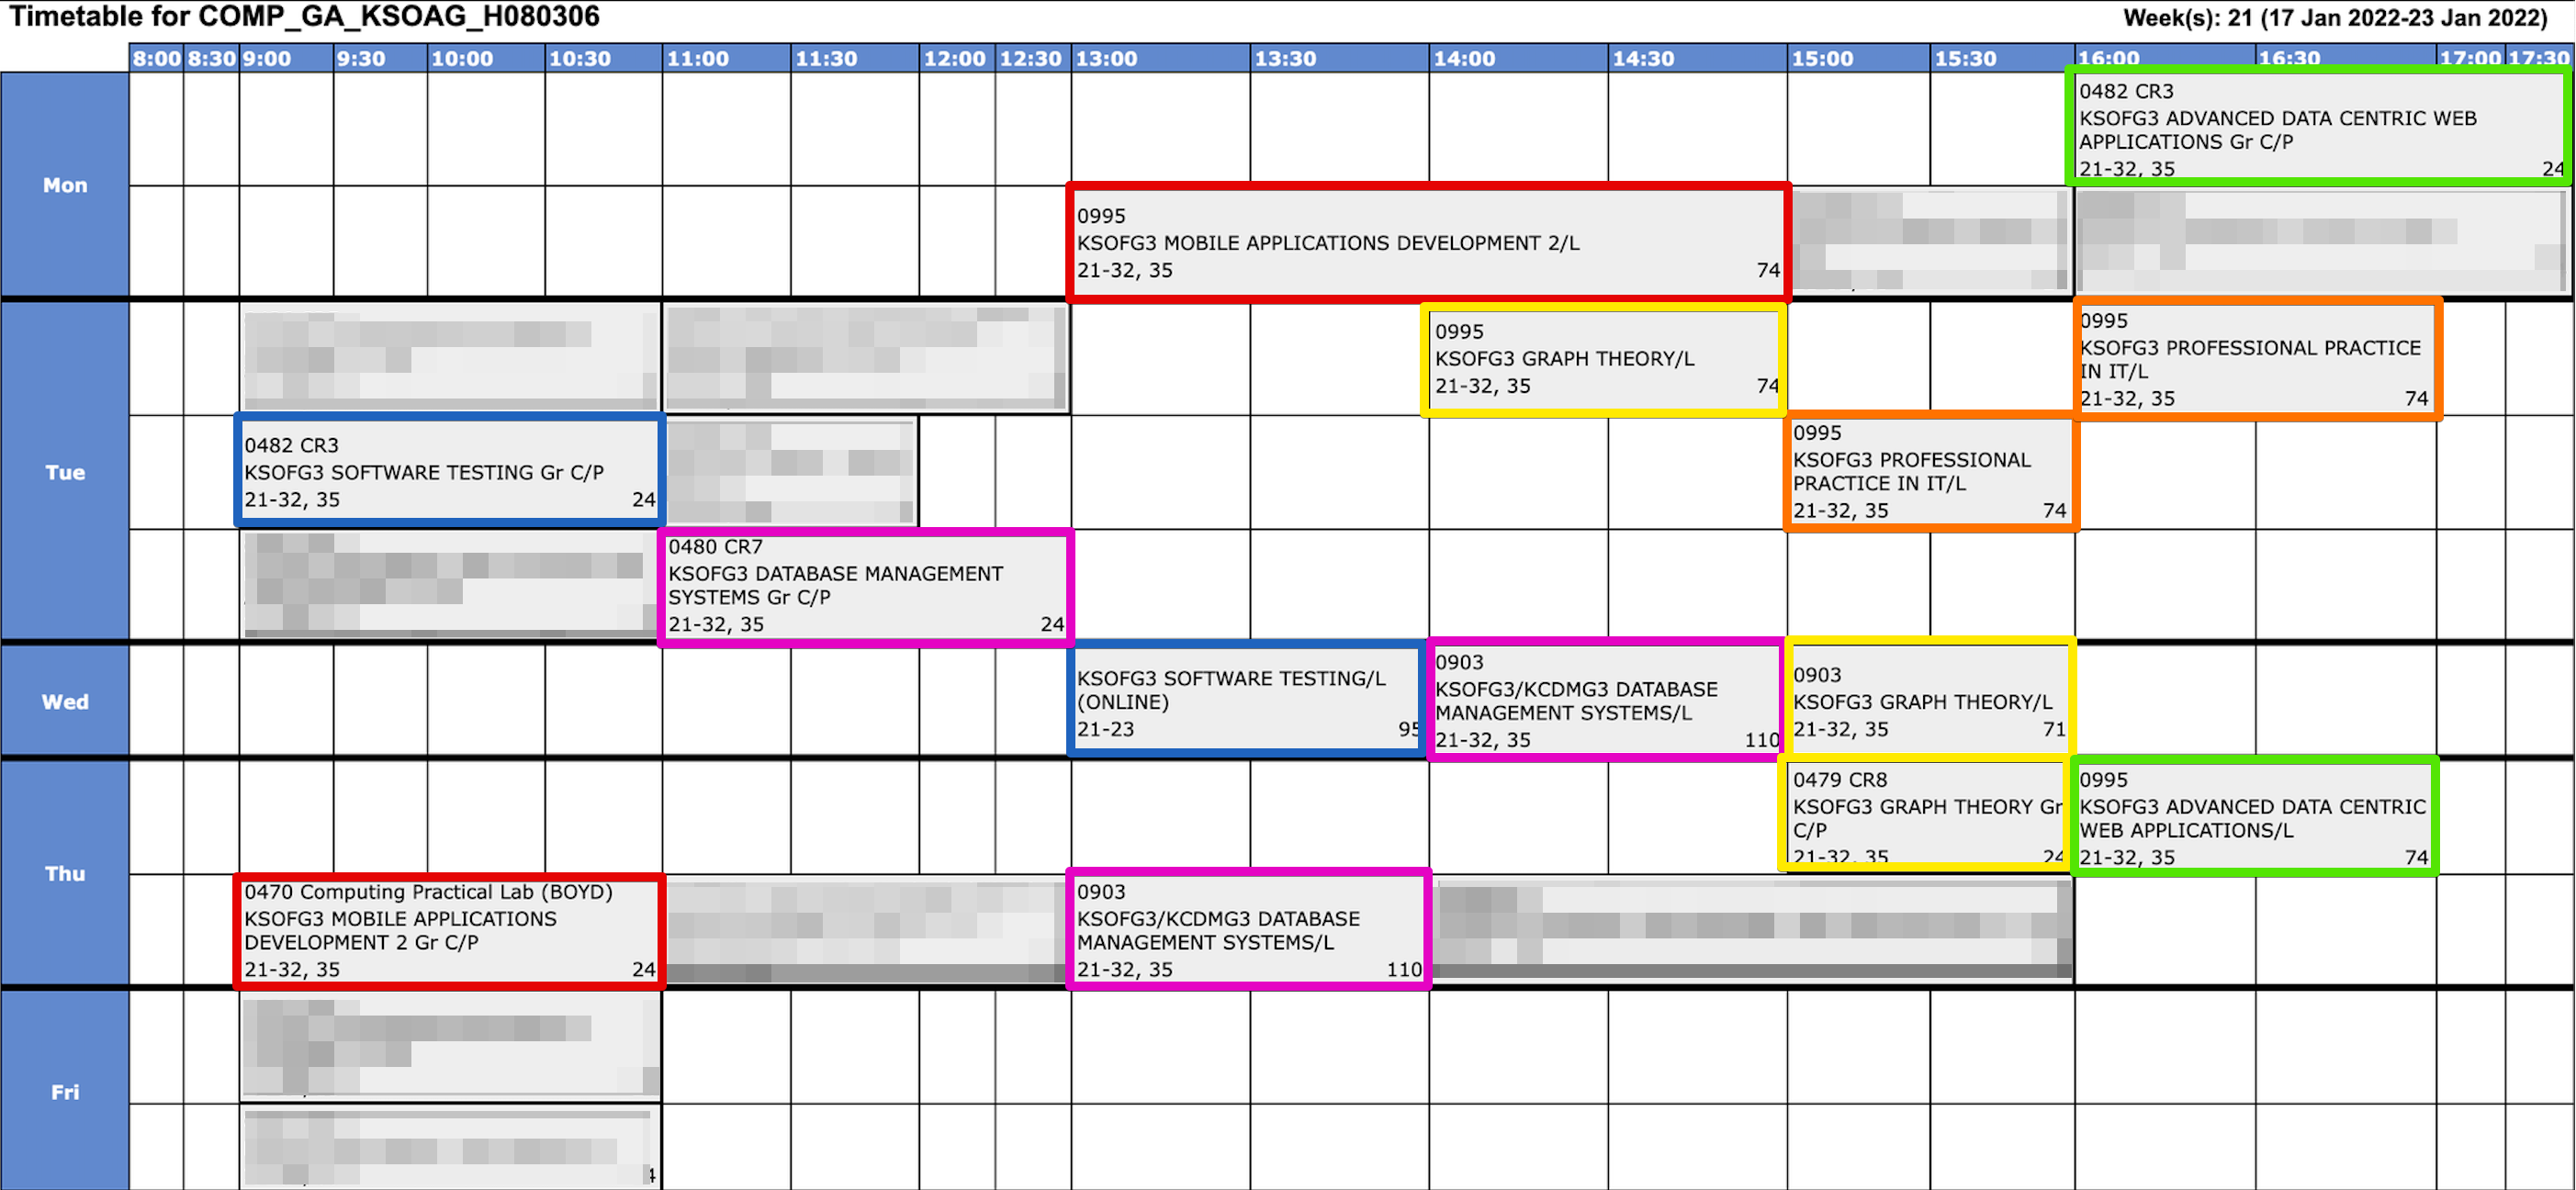 Timetable for COMP_GA_KSOAG_H080306
Week(s): 21 (17 Jan 2022-23 Jan 2022)
8:00 8:30 9:00 9:30 10:00 10:30 11:00 11:30 12:00 12:30 13:00 13:30 14:00 14:30 15:00 15:30 16:00 16:30 17:00 17:30
Mon
0482 CR3
KSOFG3 ADVANCED DATA CENTRIC WEB
APPLICATIONS Gr C/P
21-32, 35 24
0995
KSOFG3 MOBILE APPLICATIONS DEVELOPMENT 2/L
21-32, 35 74
Tue
0995
KSOFG3 GRAPH THEORY/L
21-32, 35 74
0995
KSOFG3 PROFESSIONAL PRACTICE
IN IT/L
21-32, 35 74
0482 CR3
KSOFG3 SOFTWARE TESTING Gr C/P
21-32, 35 24
0995
KSOFG3 PROFESSIONAL
PRACTICE IN IT/L
21-32, 35 74
0480 CR7
KSOFG3 DATABASE MANAGEMENT
SYSTEMS Gr C/P
21-32, 35 24
Wed
KSOFG3 SOFTWARE TESTING/L
(ONLINE)
21-23 95
0903
KSOFG3/KCDMG3 DATABASE
MANAGEMENT SYSTEMS/L
21-32, 35 110
0903
KSOFG3 GRAPH THEORY/L
21-32, 35 71
Thu
0479 CR8
KSOFG3 GRAPH THEORY Gr
C/P
21-32, 35 24
0995
KSOFG3 ADVANCED DATA CENTRIC
WEB APPLICATIONS/L
21-32, 35 74
0470 Computing Practical Lab (BOYD)
KSOFG3 MOBILE APPLICATIONS
DEVELOPMENT 2 Gr C/P
21-32, 35 24
0903
KSOFG3/KCDMG3 DATABASE
MANAGEMENT SYSTEMS/L
21-32, 35 110
Fri